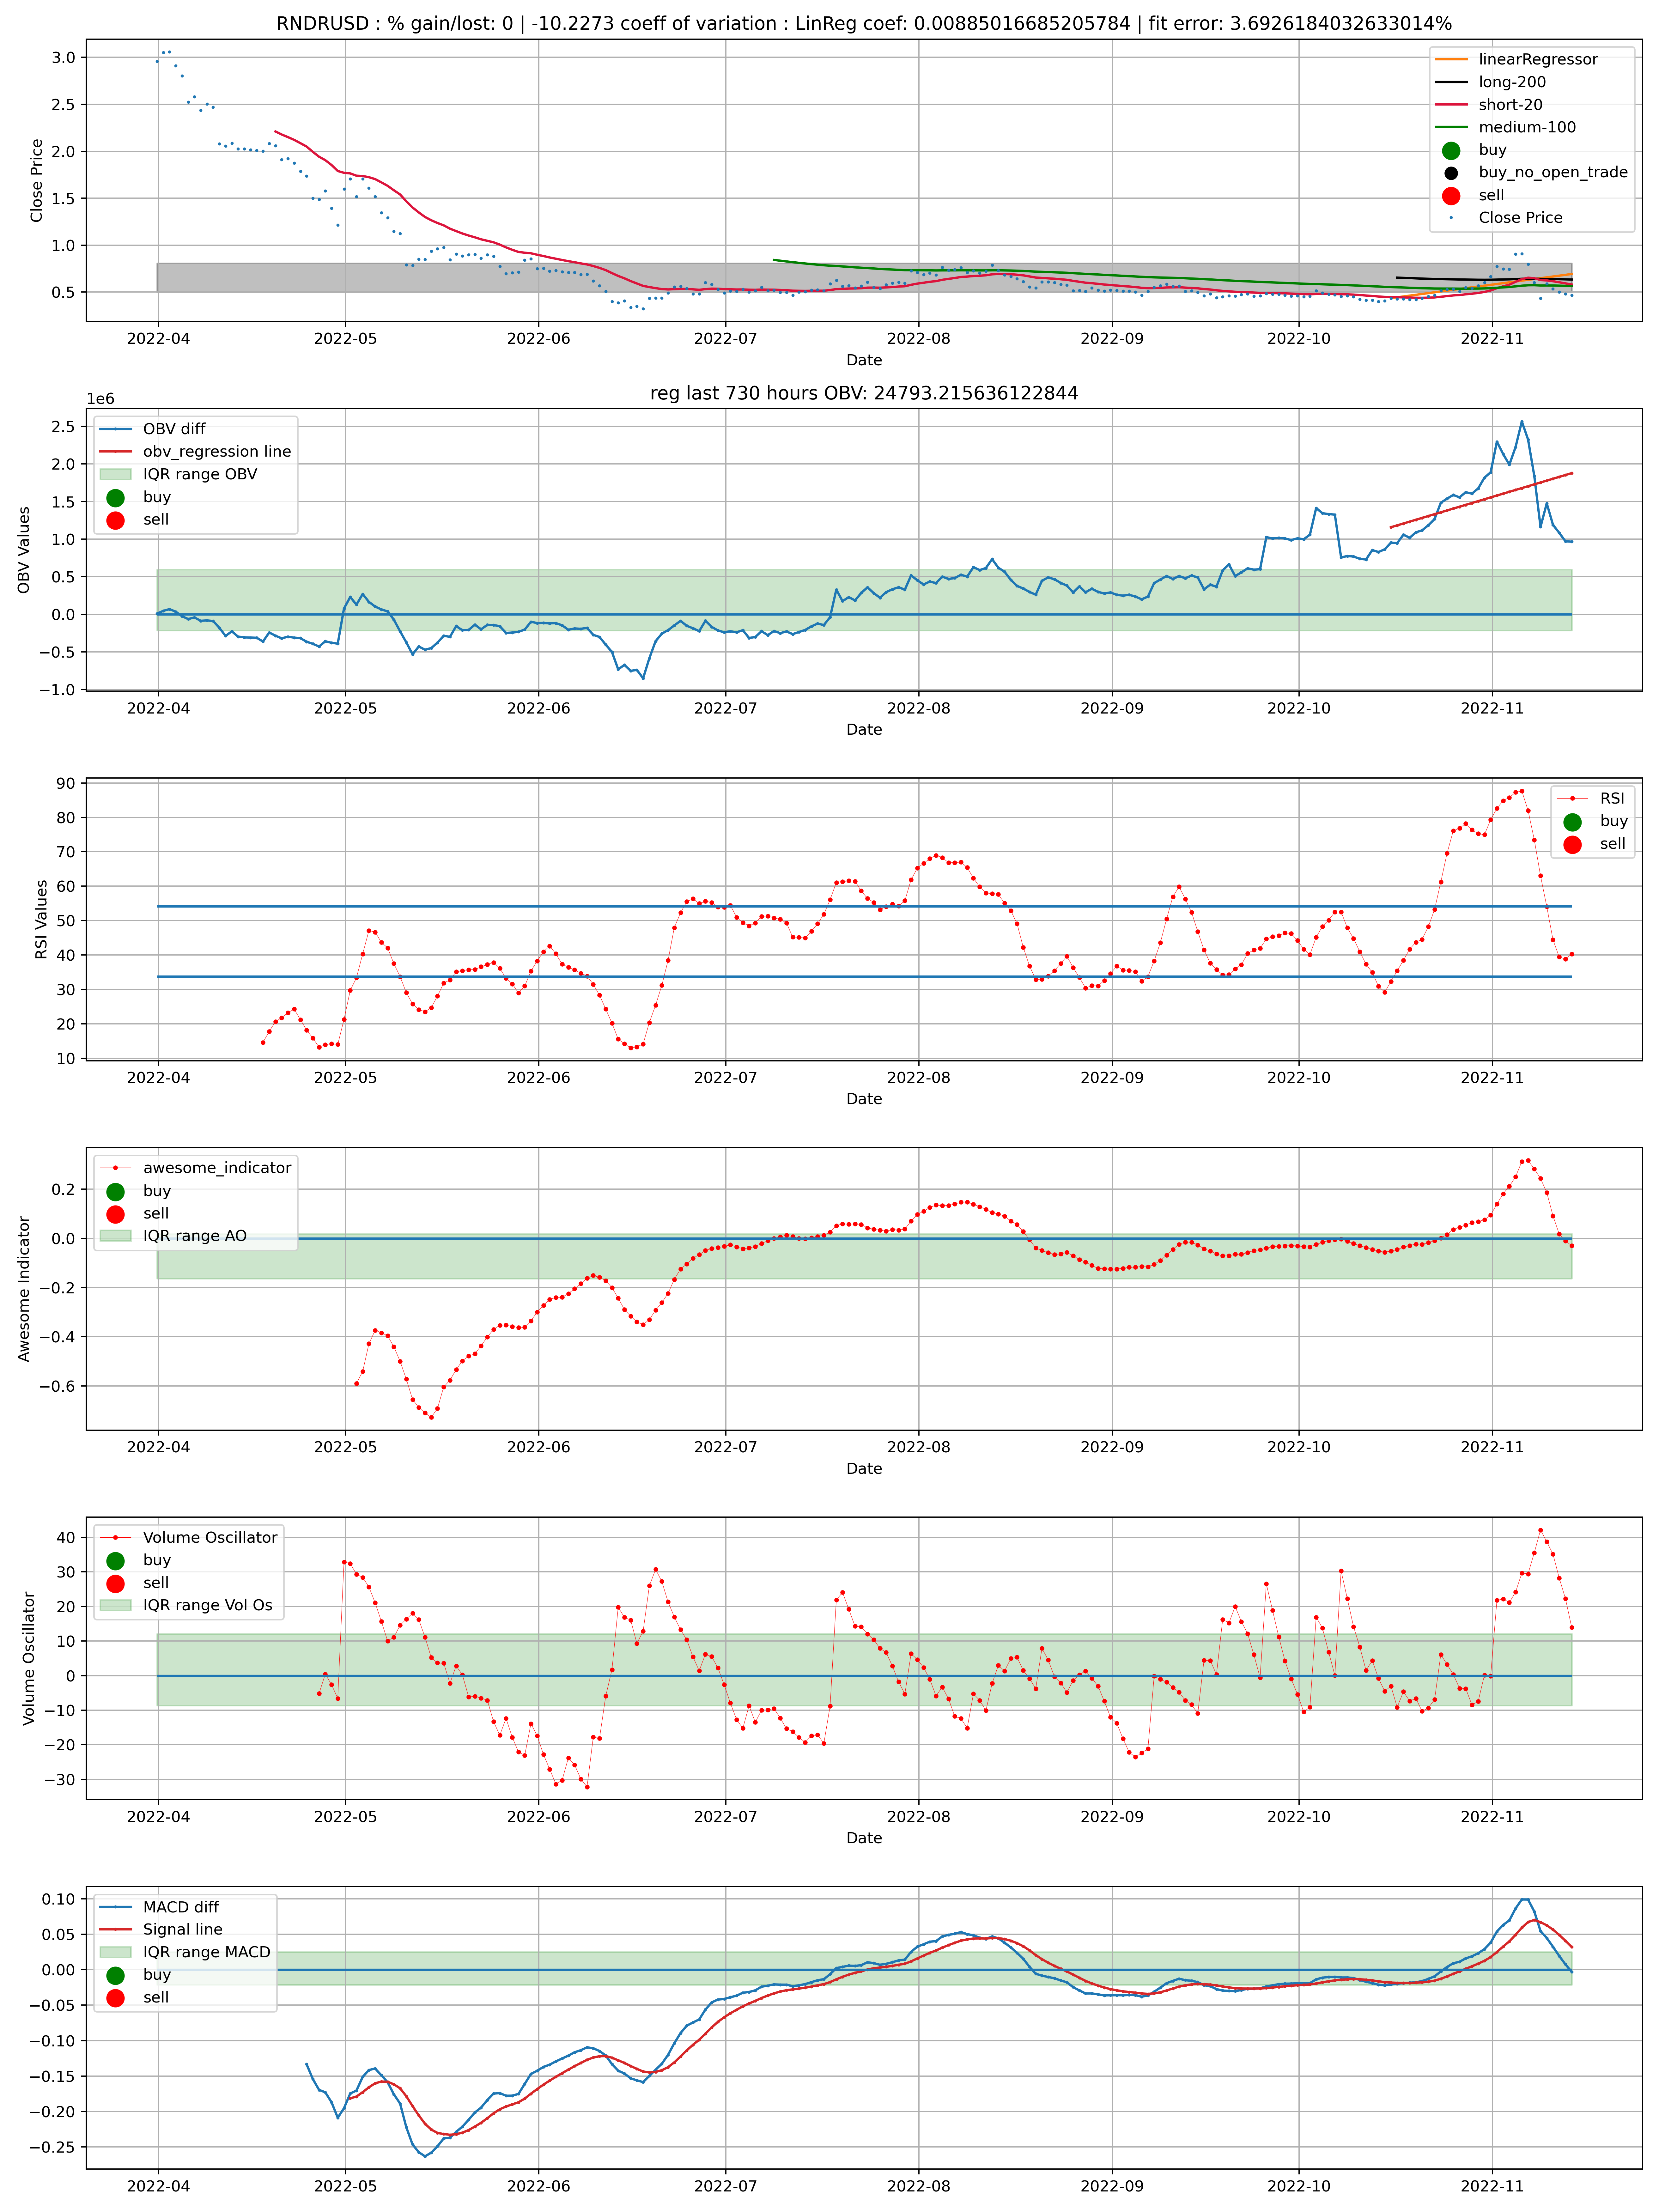 RNDRUSD : % gain/lost: 0 | -10.2273 coeff of variation : LinReg coef: 0.00885016685205784 | fit error: 3.6926184032633014%
3.0
2.5
2.0
1.5
1.0
0.5
Close Price
linearRegressor
long-200
short-20
medium-100
buy
buy_no_open_trade
sell
Close Price
2022-04 2022-05 2022-06 2022-07 2022-08 2022-09 2022-10 2022-11
Date
reg last 730 hours OBV: 24793.215636122844
1e6
2.5
2.0
1.5
1.0
0.5
0.0
−0.5
−1.0
OBV Values
OBV diff
obv_regression line
IQR range OBV
buy
sell
2022-04 2022-05 2022-06 2022-07 2022-08 2022-09 2022-10 2022-11
Date
90
80
70
60
50
40
30
20
10
RSI Values
RSI
buy
sell
2022-04 2022-05 2022-06 2022-07 2022-08 2022-09 2022-10 2022-11
Date
0.2
0.0
−0.2
−0.4
−0.6
Awesome Indicator
awesome_indicator
buy
sell
IQR range AO
2022-04 2022-05 2022-06 2022-07 2022-08 2022-09 2022-10 2022-11
Date
40
30
20
10
0
−10
−20
−30
Volume Oscillator
Volume Oscillator
buy
sell
IQR range Vol Os
2022-04 2022-05 2022-06 2022-07 2022-08 2022-09 2022-10 2022-11
Date
0.10
0.05
0.00
−0.05
−0.10
−0.15
−0.20
−0.25
MACD diff
Signal line
IQR range MACD
buy
sell
2022-04 2022-05 2022-06 2022-07 2022-08 2022-09 2022-10 2022-11